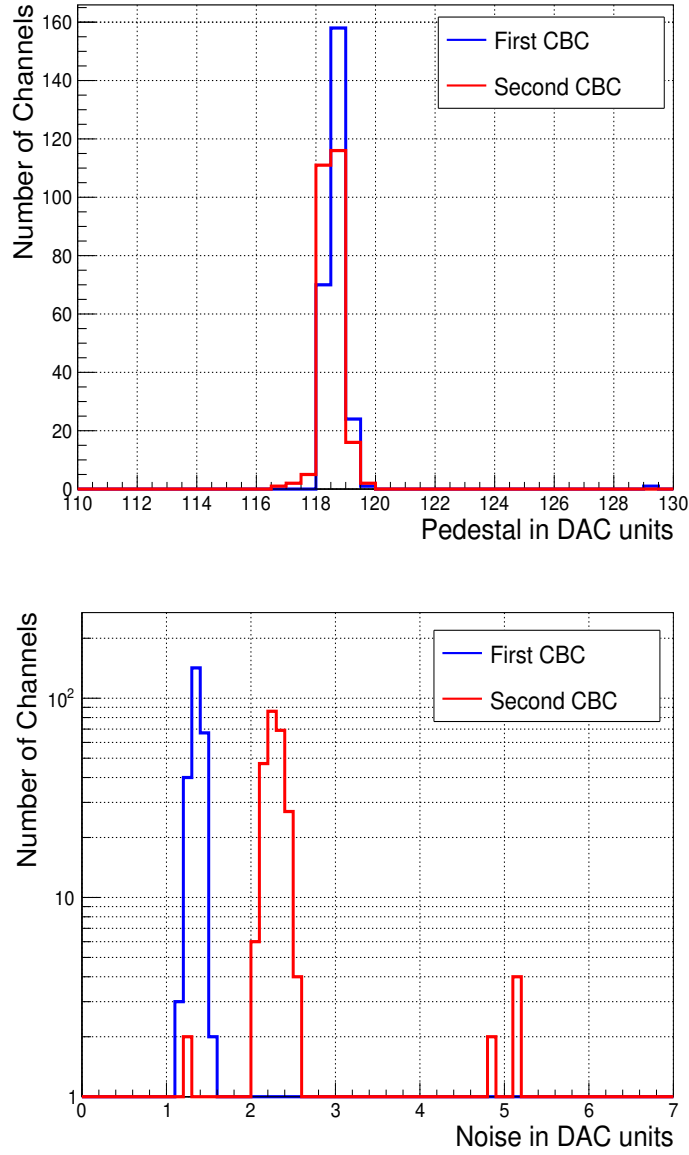 Number of Channels
160
140
120
100
80
60
40
20
0
First CBC
Second CBC
110 112 114 116 118 120 122 124 126 128 130
Pedestal in DAC units
Number of Channels
10²
10
1
First CBC
Second CBC
0 1 2 3 4 5 6 7
Noise in DAC units